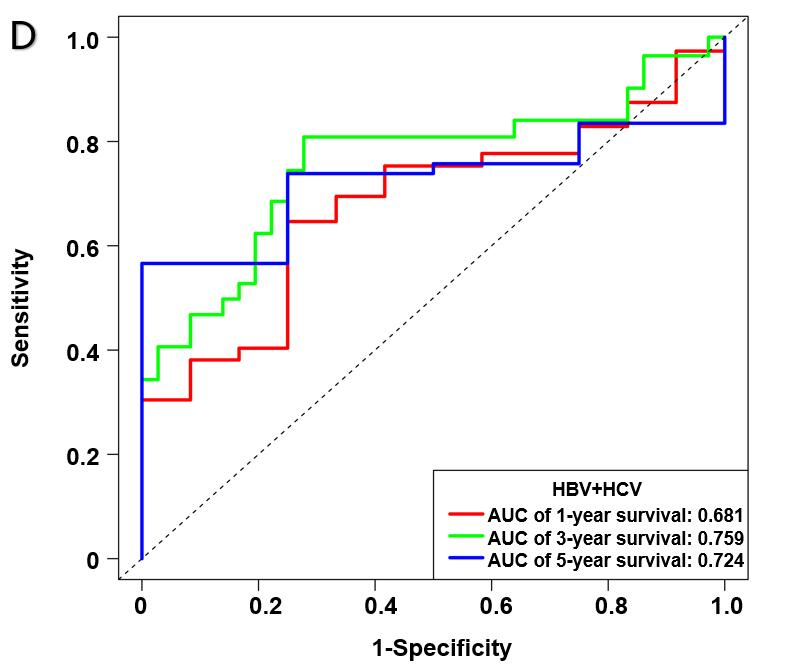 D
1.0
0.8
0.6
0.4
0.2
0
Sensitivity
HBV+HCV
AUC of 1-year survival: 0.681
AUC of 3-year survival: 0.759
AUC of 5-year survival: 0.724
0 0.2 0.4 0.6 0.8 1.0
1-Specificity